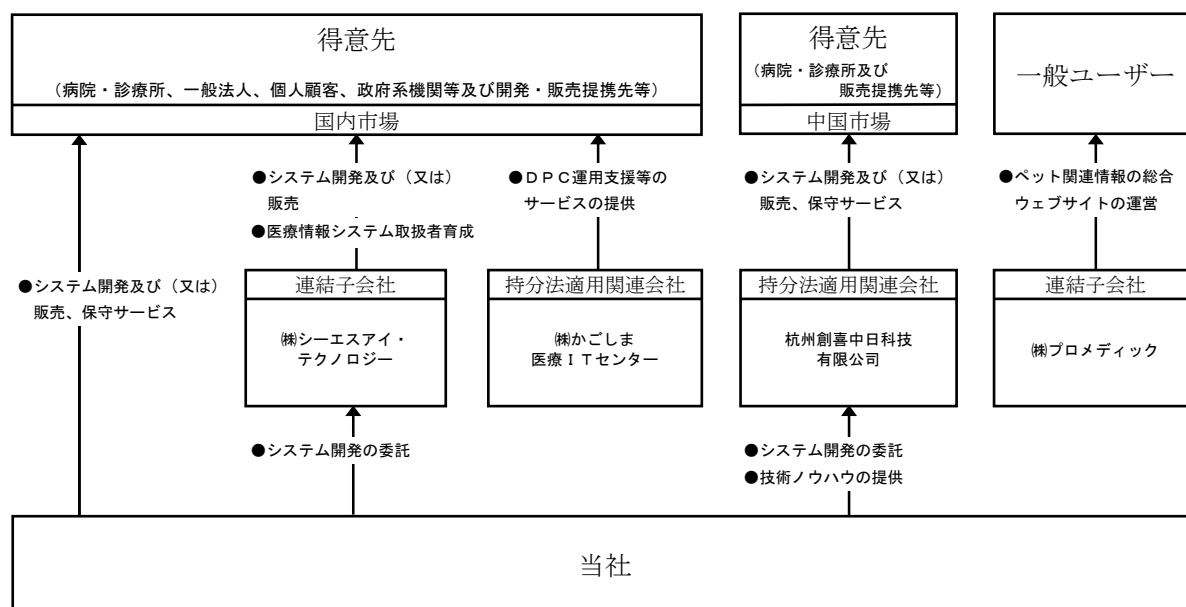 得意先
（病院・診療所、一般法人、個人顧客、政府系機関等及び開発・販売提携先等）
国内市場
得意先
（病院・診療所及び
販売提携先等）
中国市場
一般ユーザー
●システム開発及び（又は）
販売
●医療情報システム取扱者育成
●ＤＰＣ運用支援等の
サービスの提供
●システム開発及び（又は）
販売、保守サービス
●ペット関連情報の総合
ウェブサイトの運営
●システム開発及び（又は）
販売、保守サービス
連結子会社
㈱シーエスアイ・
テクノロジー
持分法適用関連会社
㈱かごしま
医療ＩＴセンター
持分法適用関連会社
杭州創喜中日科技
有限公司
連結子会社
㈱プロメディック
●システム開発の委託
●システム開発の委託
●技術ノウハウの提供
当社